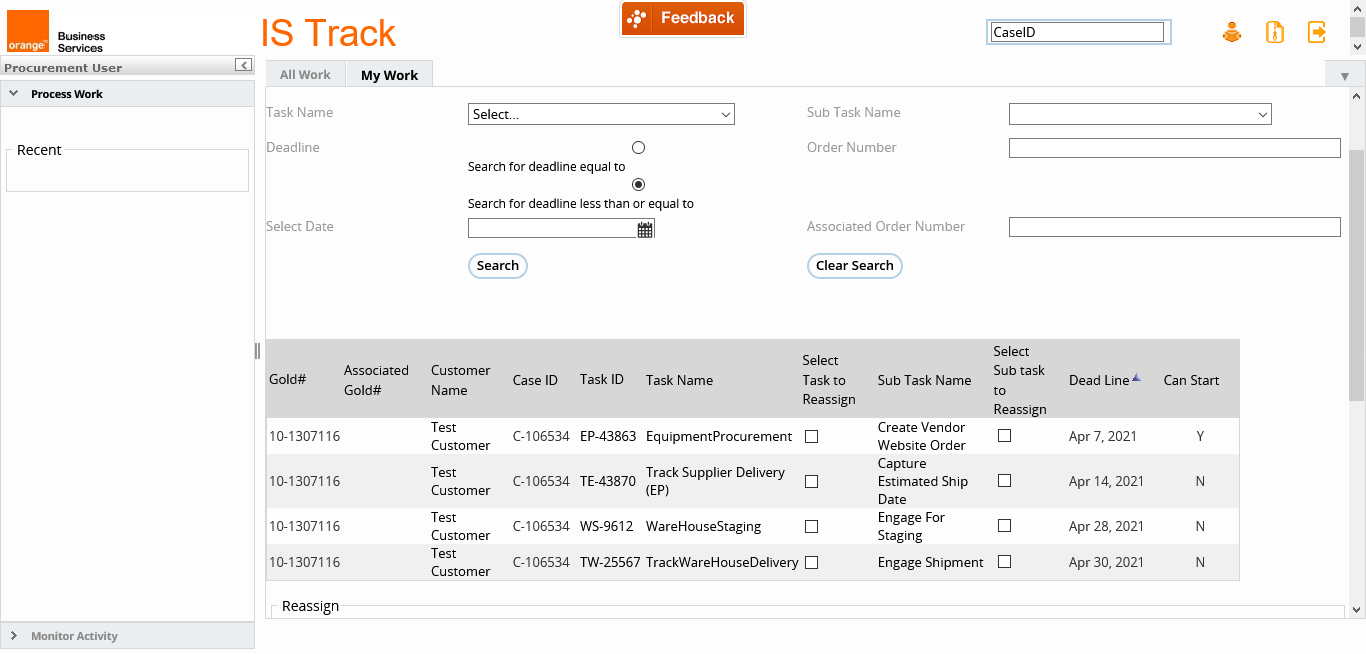 orange™
Business
Services
IS Track
Feedback
CaseID
Procurement User
All Work
My Work
Process Work
Recent
Task Name
Select...
Sub Task Name
Deadline
Order Number
Search for deadline equal to
Search for deadline less than or equal to
Select Date
Associated Order Number
Search
Clear Search
Gold#
Associated
Gold#
Customer
Name
Case ID
Task ID
Task Name
Select
Task to
Reassign
Sub Task Name
Select
Sub task
to
Reassign
Dead Line
Can Start
10-1307116
Test
Customer
C-106534
EP-43863
EquipmentProcurement
Create Vendor
Website Order
Apr 7, 2021
Y
10-1307116
Test
Customer
C-106534
TE-43870
Track Supplier Delivery
(EP)
Capture
Estimated Ship
Date
Apr 14, 2021
N
10-1307116
Test
Customer
C-106534
WS-9612
WareHouseStaging
Engage For
Staging
Apr 28, 2021
N
10-1307116
Test
Customer
C-106534
TW-25567
TrackWareHouseDelivery
Engage Shipment
Apr 30, 2021
N
Reassign
Monitor Activity